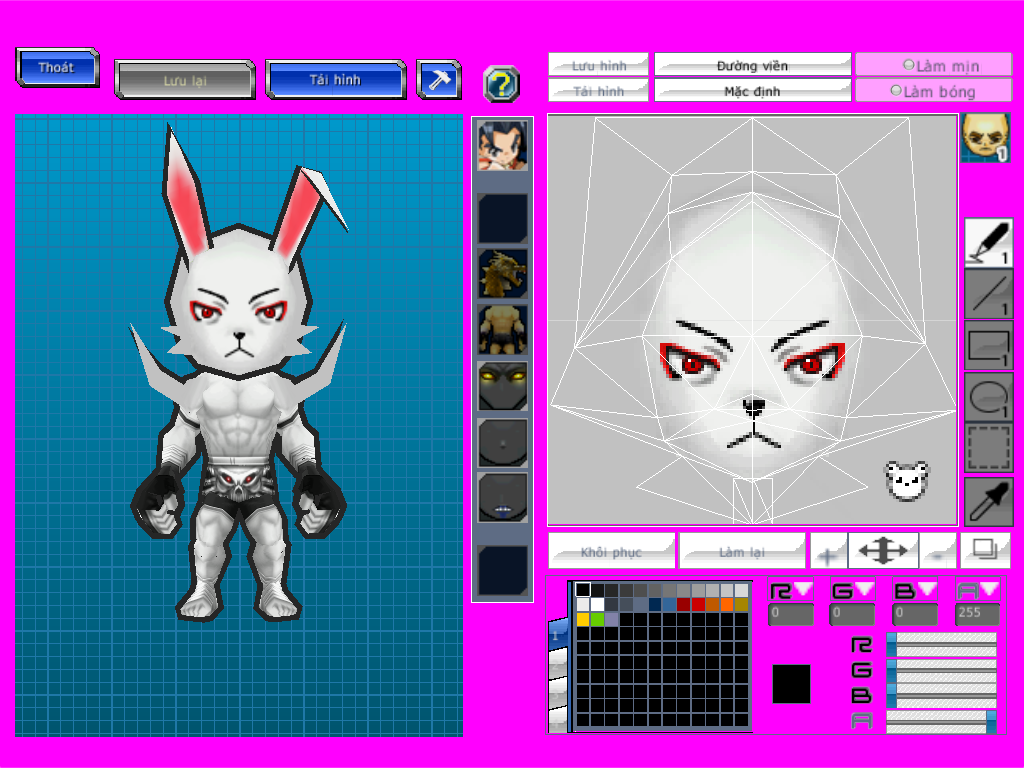 Thoát
Lưu lại
Tải hình
?
Lưu hình
Đường viền
Làm mịn
Tải hình
Mặc định
Làm bóng
1
1
1
1
1
Khôi phục
Làm lại
+
-
R
G
B
A
0
0
0
255
1
R
G
B
A